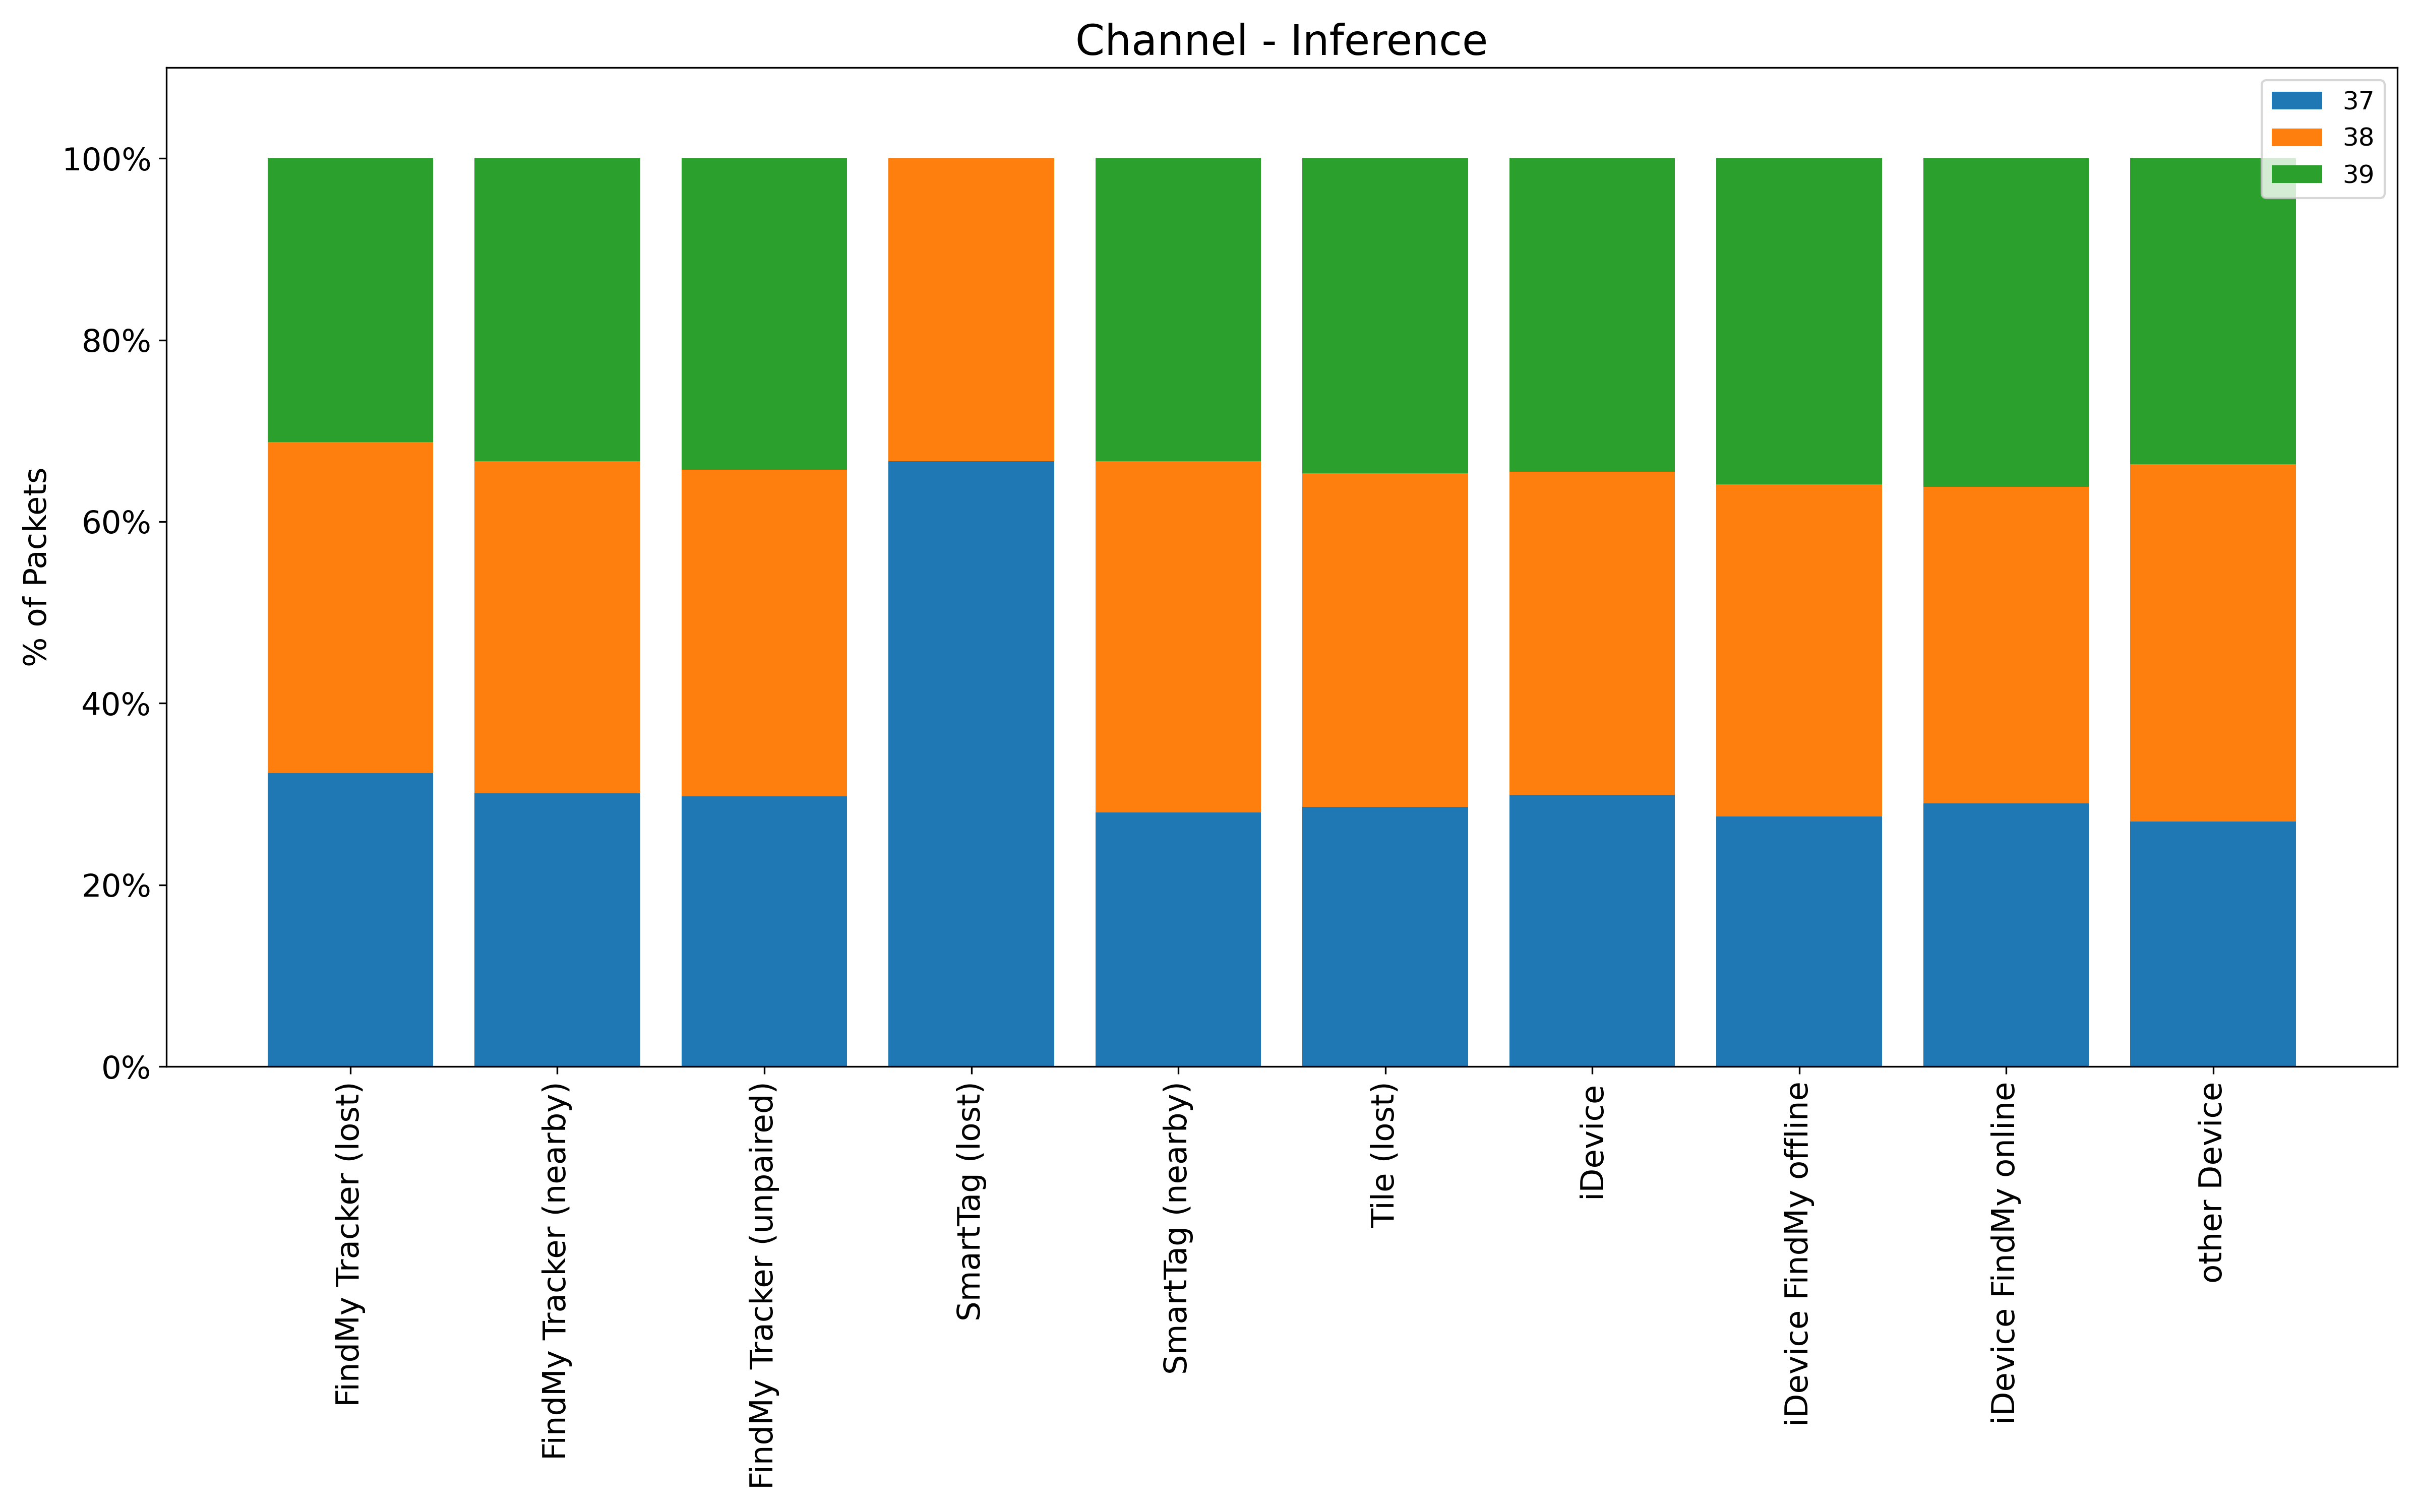 Channel - Inference
37
38
39
100%
80%
60%
40%
20%
0%
% of Packets
FindMy Tracker (lost)
FindMy Tracker (nearby)
FindMy Tracker (unpaired)
SmartTag (lost)
SmartTag (nearby)
Tile (lost)
iDevice
iDevice FindMy offline
iDevice FindMy online
other Device